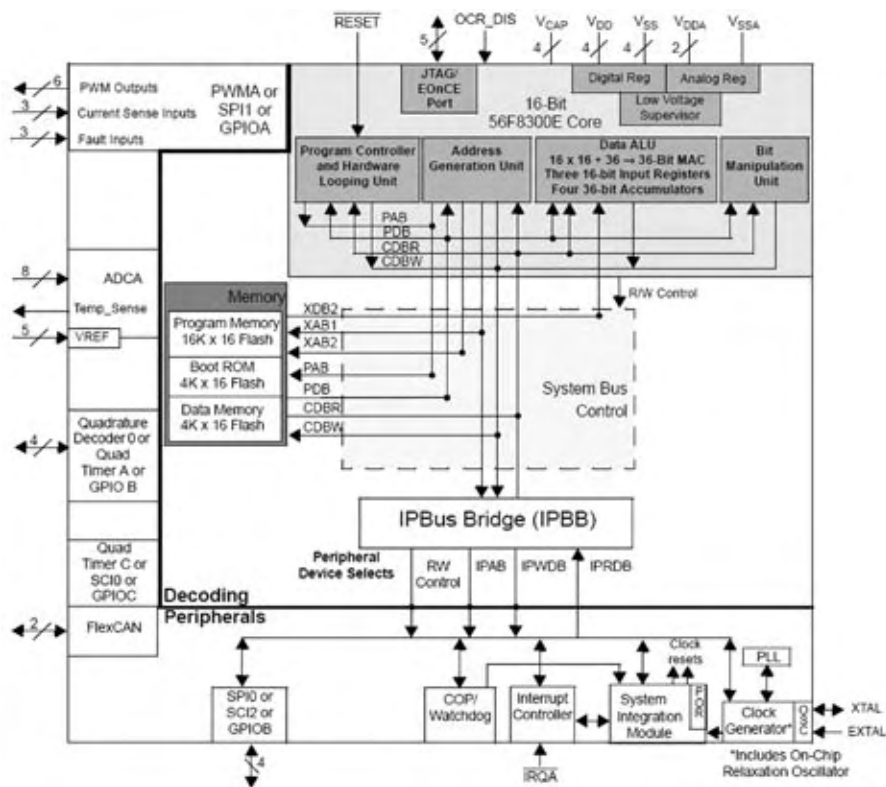 RESET
5
OCR_DIS
VCAP
VDD
VSS
VDDA
VSSA
4
4
4
2
6
PWM Outputs
3
Current Sense Inputs
3
Fault Inputs
PWMA or
SPI1 or
GPIOA
JTAG/
EOnCE
Port
Digital Reg
Analog Reg
Low Voltage
Supervisor
16-Bit
56F8300E Core
Program Controller
and Hardware
Looping Unit
Address
Generation Unit
Data ALU
16 x 16 + 36 → 36-Bit MAC
Three 16-bit Input Registers
Four 36-bit Accumulators
Bit
Manipulation
Unit
PAB
PDB
CDBR
CDBW
8
ADCA
Temp_Sense
5
VREF
R/W Control
Memory
Program Memory
16K x 16 Flash
Boot ROM
4K x 16 Flash
Data Memory
4K x 16 Flash
XDB2
XAB1
XAB2
PAB
PDB
CDBR
CDBW
System Bus
Control
4
Quadrature
Decoder 0 or
Quad
Timer A or
GPIO B
IPBus Bridge (IPBB)
Quad
Timer C or
SCI0 or
GPIOC
Peripheral
Device Selects
RW
Control
IPAB
IPWDB
IPRDB
Decoding
Peripherals
2
FlexCAN
Clock
resets
PLL
SPI0 or
SCI2 or
GPIOB
COP/
Watchdog
Interrupt
Controller
System
Integration
Module
POR
Clock
Generator*
OSC
XTAL
EXTAL
4
IRQA
*Includes On-Chip
Relaxation Oscillator